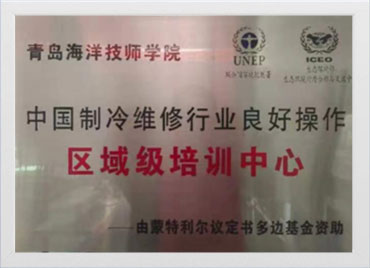 青岛海洋技师学院
UNEP
ICEO
中国制冷维修行业良好操作
区域级培训中心
——由蒙特利尔议定书多边基金资助